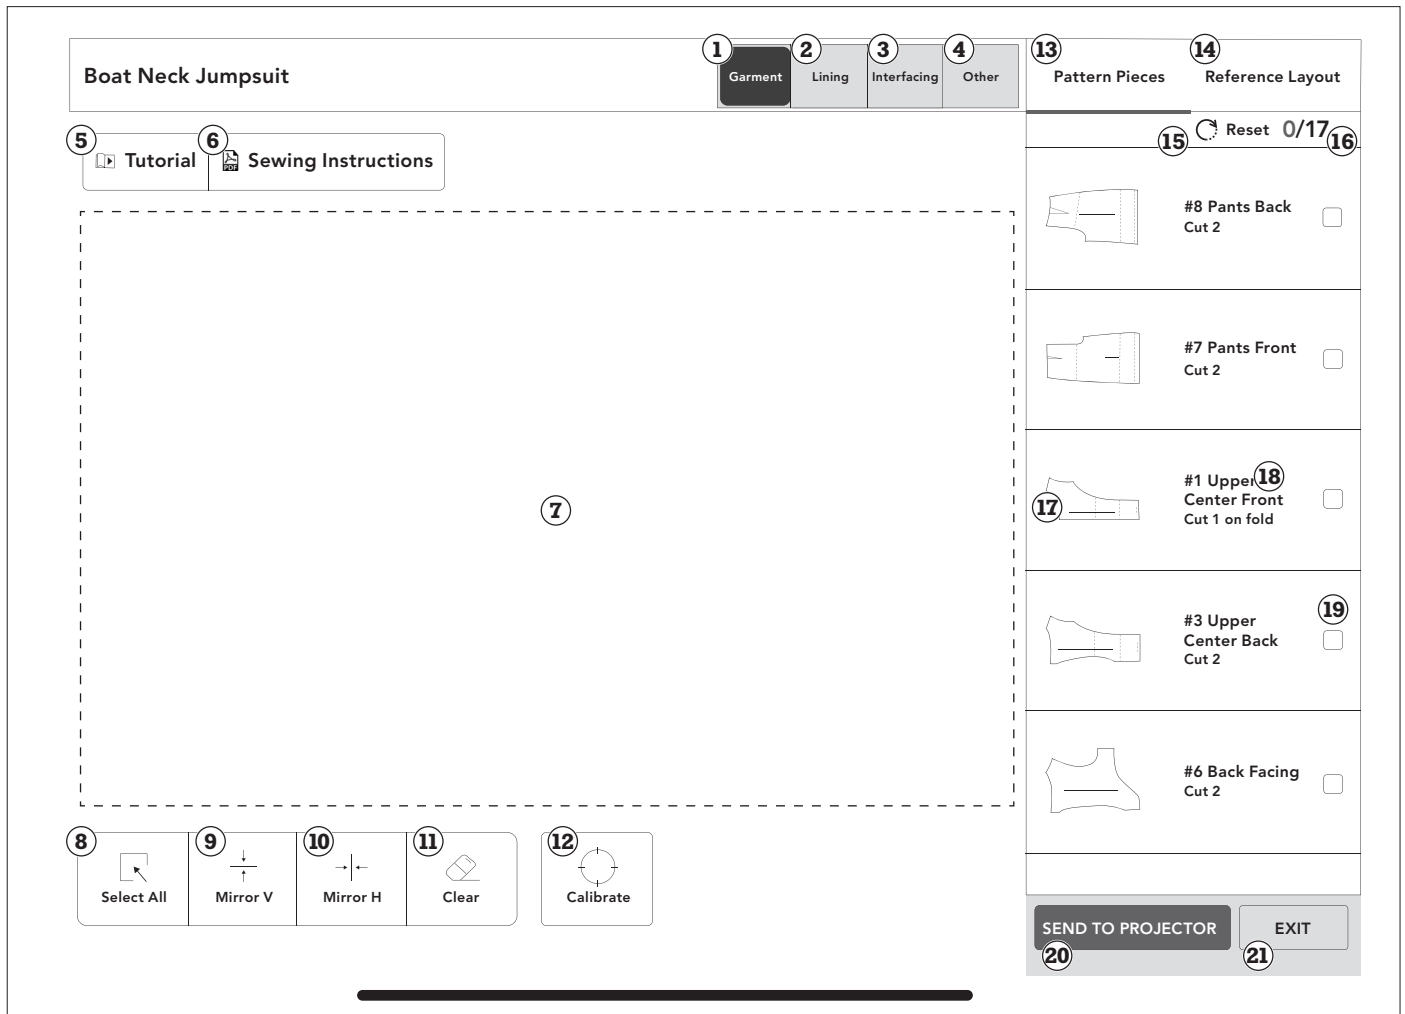 1 2 3 4 13 14
Boat Neck Jumpsuit Garment Lining Interfacing Other Pattern Pieces Reference Layout
5 6
Tutorial PDF Sewing Instructions
15 Reset 0/17 16
#8 Pants Back
Cut 2
#7 Pants Front
Cut 2
7
17 18
#1 Upper
Center Front
Cut 1 on fold
19
#3 Upper
Center Back
Cut 2
#6 Back Facing
Cut 2
8 9 10 11 12
Select All Mirror V Mirror H Clear Calibrate
SEND TO PROJECTOR EXIT
20 21